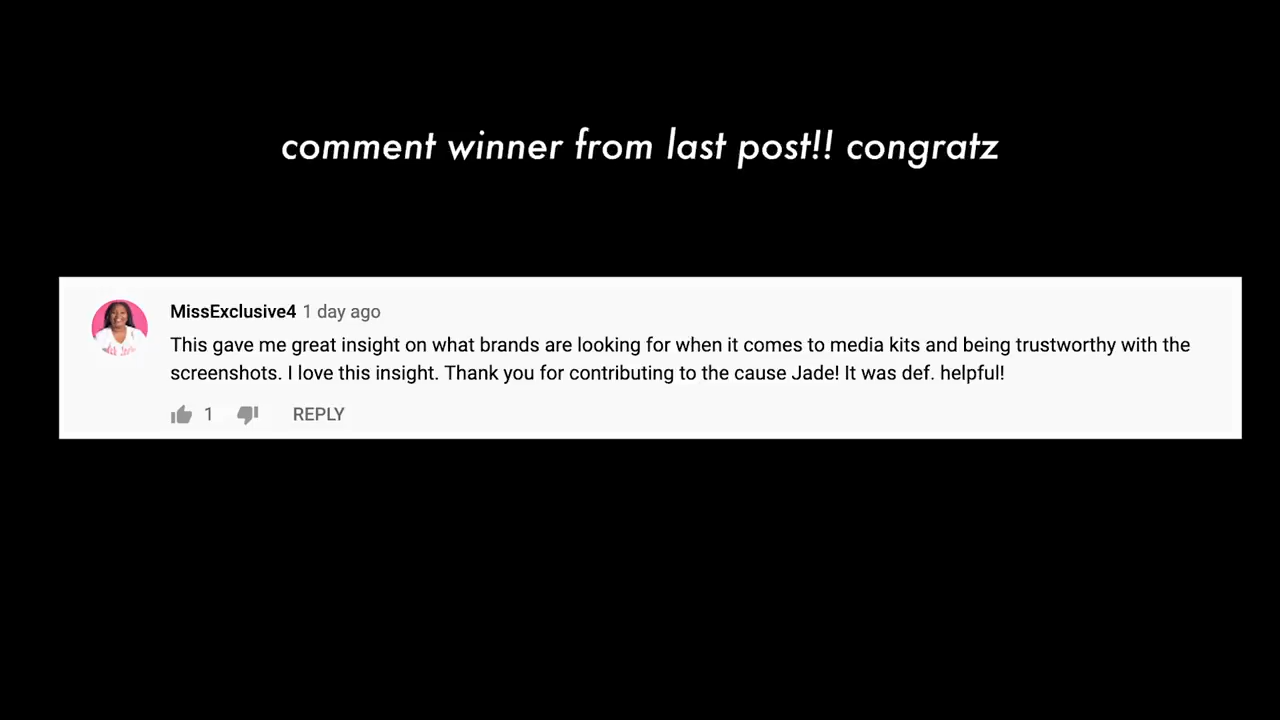 comment winner from last post!! congratz
MissExclusive4 1 day ago
This gave me great insight on what brands are looking for when it comes to media kits and being trustworthy with the
screenshots. I love this insight. Thank you for contributing to the cause Jade! It was def. helpful!
1 REPLY